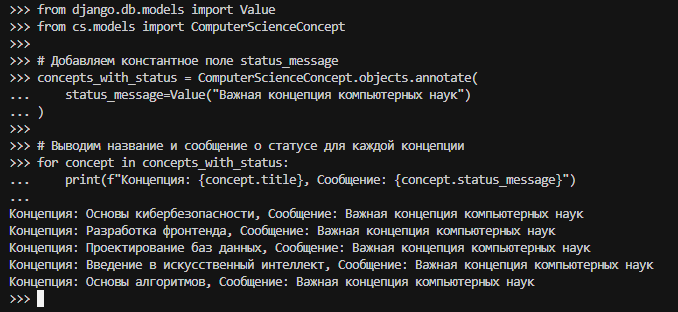 >>> from django.db.models import Value
>>> from cs.models import ComputerScienceConcept
>>>
>>> # Добавляем константное поле status_message
>>> concepts_with_status = ComputerScienceConcept.objects.annotate(
...     status_message=Value("Важная концепция компьютерных наук")
... )
>>>
>>> # Выводим название и сообщение о статусе для каждой концепции
>>> for concept in concepts_with_status:
...     print(f"Концепция: {concept.title}, Сообщение: {concept.status_message}")
...
Концепция: Основы кибербезопасности, Сообщение: Важная концепция компьютерных наук
Концепция: Разработка фронтенда, Сообщение: Важная концепция компьютерных наук
Концепция: Проектирование баз данных, Сообщение: Важная концепция компьютерных наук
Концепция: Введение в искусственный интеллект, Сообщение: Важная концепция компьютерных наук
Концепция: Основы алгоритмов, Сообщение: Важная концепция компьютерных наук
>>>